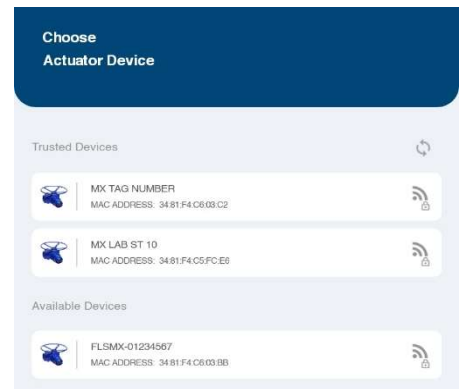 Choose
Actuator Device
Trusted Devices
MX TAG NUMBER
MAC ADDRESS: 34:81:F4:C6:03:C2
MX LAB ST 10
MAC ADDRESS: 34:81:F4:C5:FC:E6
Available Devices
FLSMX-01234567
MAC ADDRESS: 34:81:F4:C6:03:BB